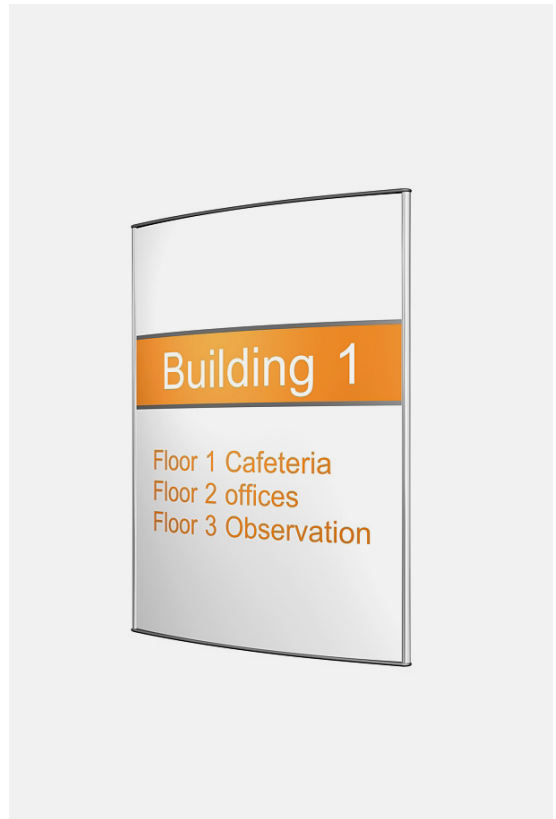 Building 1
Floor 1 Cafeteria
Floor 2 offices
Floor 3 Observation